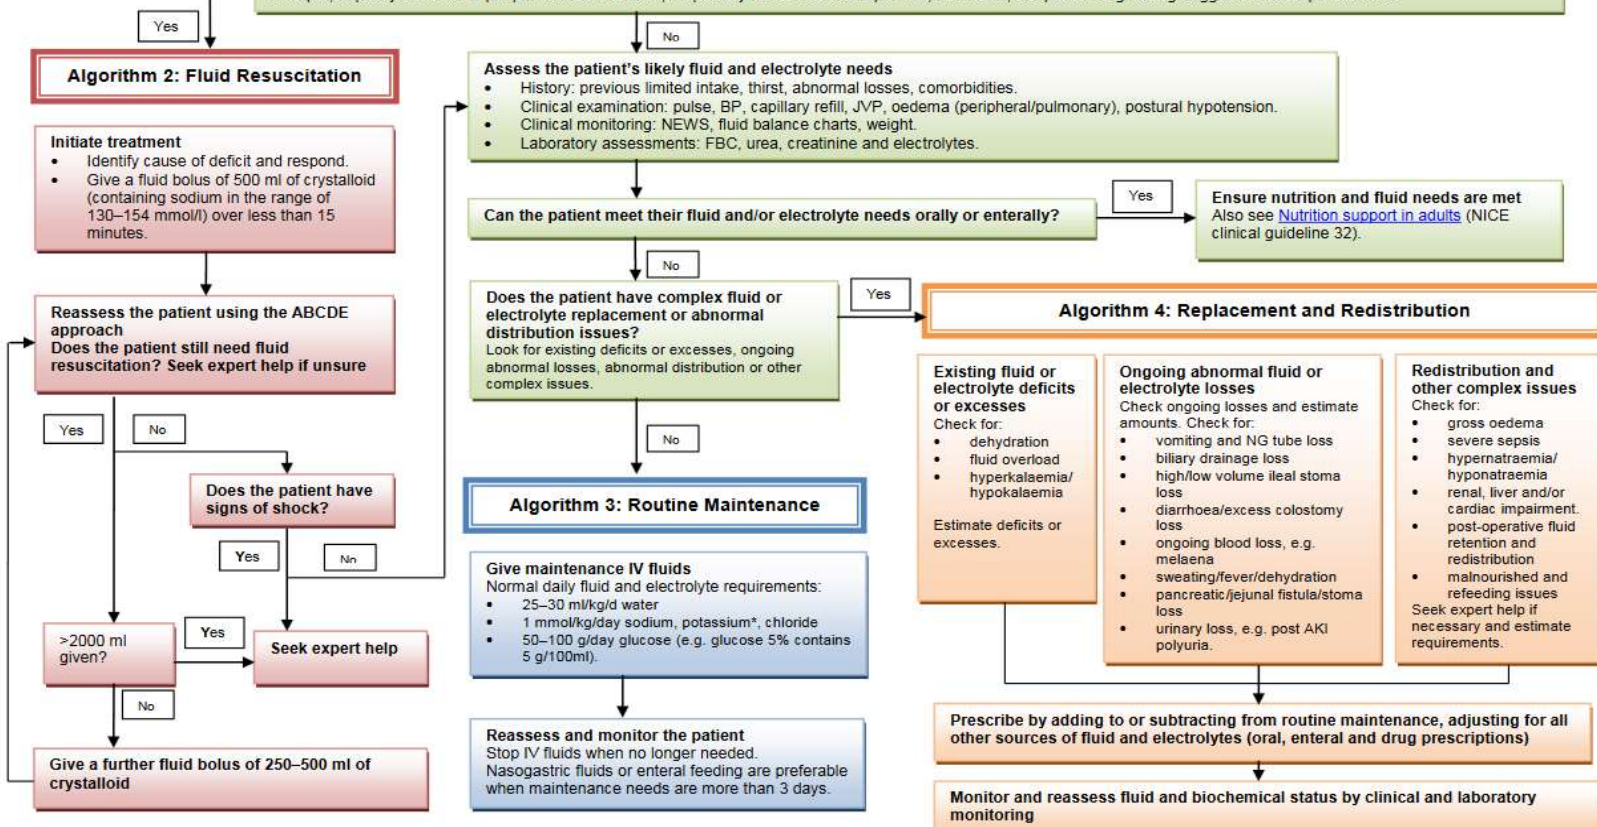 Yes
No
Algorithm 2: Fluid Resuscitation
Initiate treatment
• Identify cause of deficit and respond.
• Give a fluid bolus of 500 ml of crystalloid
(containing sodium in the range of
130–154 mmol/l) over less than 15
minutes.
Reassess the patient using the ABCDE
approach
Does the patient still need fluid
resuscitation? Seek expert help if unsure
Yes
No
Does the patient have
signs of shock?
Yes
No
>2000 ml
given?
Yes
Seek expert help
No
Give a further fluid bolus of 250–500 ml of
crystalloid
Assess the patient’s likely fluid and electrolyte needs
• History: previous limited intake, thirst, abnormal losses, comorbidities.
• Clinical examination: pulse, BP, capillary refill, JVP, oedema (peripheral/pulmonary), postural hypotension.
• Clinical monitoring: NEWS, fluid balance charts, weight.
• Laboratory assessments: FBC, urea, creatinine and electrolytes.
Can the patient meet their fluid and/or electrolyte needs orally or enterally?
Yes
Ensure nutrition and fluid needs are met
Also see Nutrition support in adults (NICE
clinical guideline 32).
No
Does the patient have complex fluid or
electrolyte replacement or abnormal
distribution issues?
Look for existing deficits or excesses, ongoing
abnormal losses, abnormal distribution or other
complex issues.
Yes
No
Algorithm 3: Routine Maintenance
Give maintenance IV fluids
Normal daily fluid and electrolyte requirements:
• 25–30 ml/kg/d water
• 1 mmol/kg/day sodium, potassium*, chloride
• 50–100 g/day glucose (e.g. glucose 5% contains
5 g/100ml).
Reassess and monitor the patient
Stop IV fluids when no longer needed.
Nasogastric fluids or enteral feeding are preferable
when maintenance needs are more than 3 days.
Algorithm 4: Replacement and Redistribution
Existing fluid or
electrolyte deficits
or excesses
Check for:
• dehydration
• fluid overload
• hyperkalaemia/
hypokalaemia
Estimate deficits or
excesses.
Ongoing abnormal fluid or
electrolyte losses
Check ongoing losses and estimate
amounts. Check for:
• vomiting and NG tube loss
• biliary drainage loss
• high/low volume ileal stoma
loss
• diarrhoea/excess colostomy
loss
• ongoing blood loss, e.g.
melaena
• sweating/fever/dehydration
• pancreatic/jejunal fistula/stoma
loss
• urinary loss, e.g. post AKI
polyuria.
Redistribution and
other complex issues
Check for:
• gross oedema
• severe sepsis
• hypernatraemia/
hyponatraemia
• renal, liver and/or
cardiac impairment.
• post-operative fluid
retention and
redistribution
• malnourished and
refeeding issues
Seek expert help if
necessary and estimate
requirements.
Prescribe by adding to or subtracting from routine maintenance, adjusting for all
other sources of fluid and electrolytes (oral, enteral and drug prescriptions)
Monitor and reassess fluid and biochemical status by clinical and laboratory
monitoring